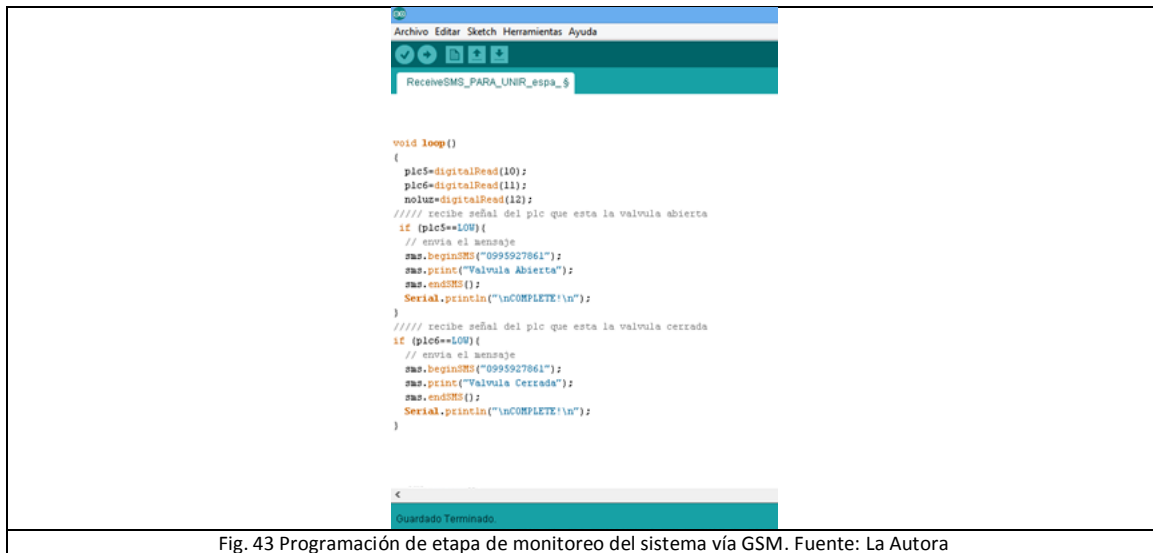 Archivo Editar Sketch Herramientas Ayuda
ReceiveSMS_PARA_UNIR_espa_ §
void loop()
{
plc5=digitalRead(10);
plc6=digitalRead(11);
noluz=digitalRead(12);
///// recibe señal del plc que esta la valvula abierta
if (plc5==LOW){
// envia el mensaje
sms.beginSMS("0995927861");
sms.print("Valvula Abierta");
sms.endSMS();
Serial.println("\nCOMPLETE!\n");
}
///// recibe señal del plc que esta la valvula cerrada
if (plc6==LOW){
// envia el mensaje
sms.beginSMS("0995927861");
sms.print("Valvula Cerrada");
sms.endSMS();
Serial.println("\nCOMPLETE!\n");
}
Guardado Terminado.
Fig. 43 Programación de etapa de monitoreo del sistema vía GSM. Fuente: La Autora